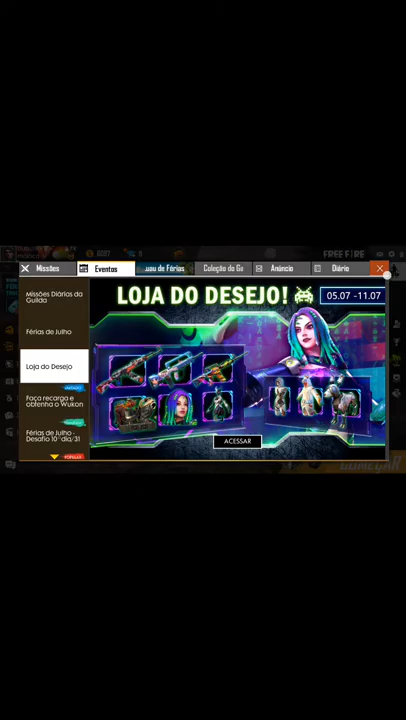 FREE FIRE
Missões
Eventos
Coleção do Gu
Anúncio
Diário
Missões Diárias da
Guilda
Férias de Julho
Loja do Desejo
Faça recarga e
obtenha o Wukon
Férias de Julho -
Desafio 10°dia/31
LOJA DO DESEJO!
05.07 -11.07
ACESSAR
COMEÇAR